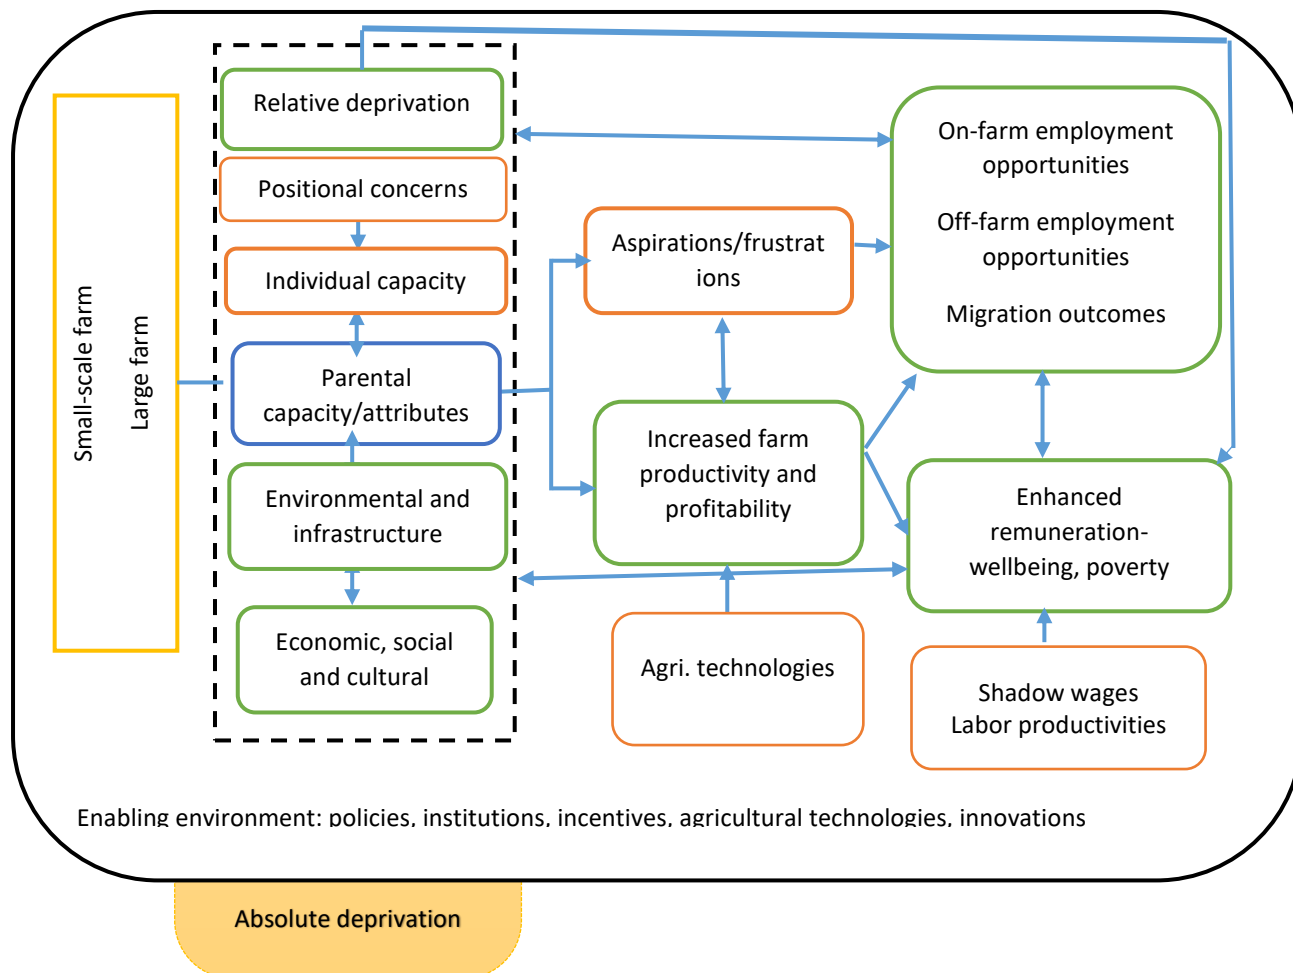 Small-scale farm
Large farm
Relative deprivation
Positional concerns
Individual capacity
Parental
capacity/attributes
Environmental and
infrastructure
Economic, social
and cultural
Aspirations/frustrat
ions
Increased farm
productivity and
profitability
Agri. technologies
On-farm employment
opportunities
Off-farm employment
opportunities
Migration outcomes
Enhanced
remuneration-
wellbeing, poverty
Shadow wages
Labor productivities
Enabling environment: policies, institutions, incentives, agricultural technologies, innovations
Absolute deprivation